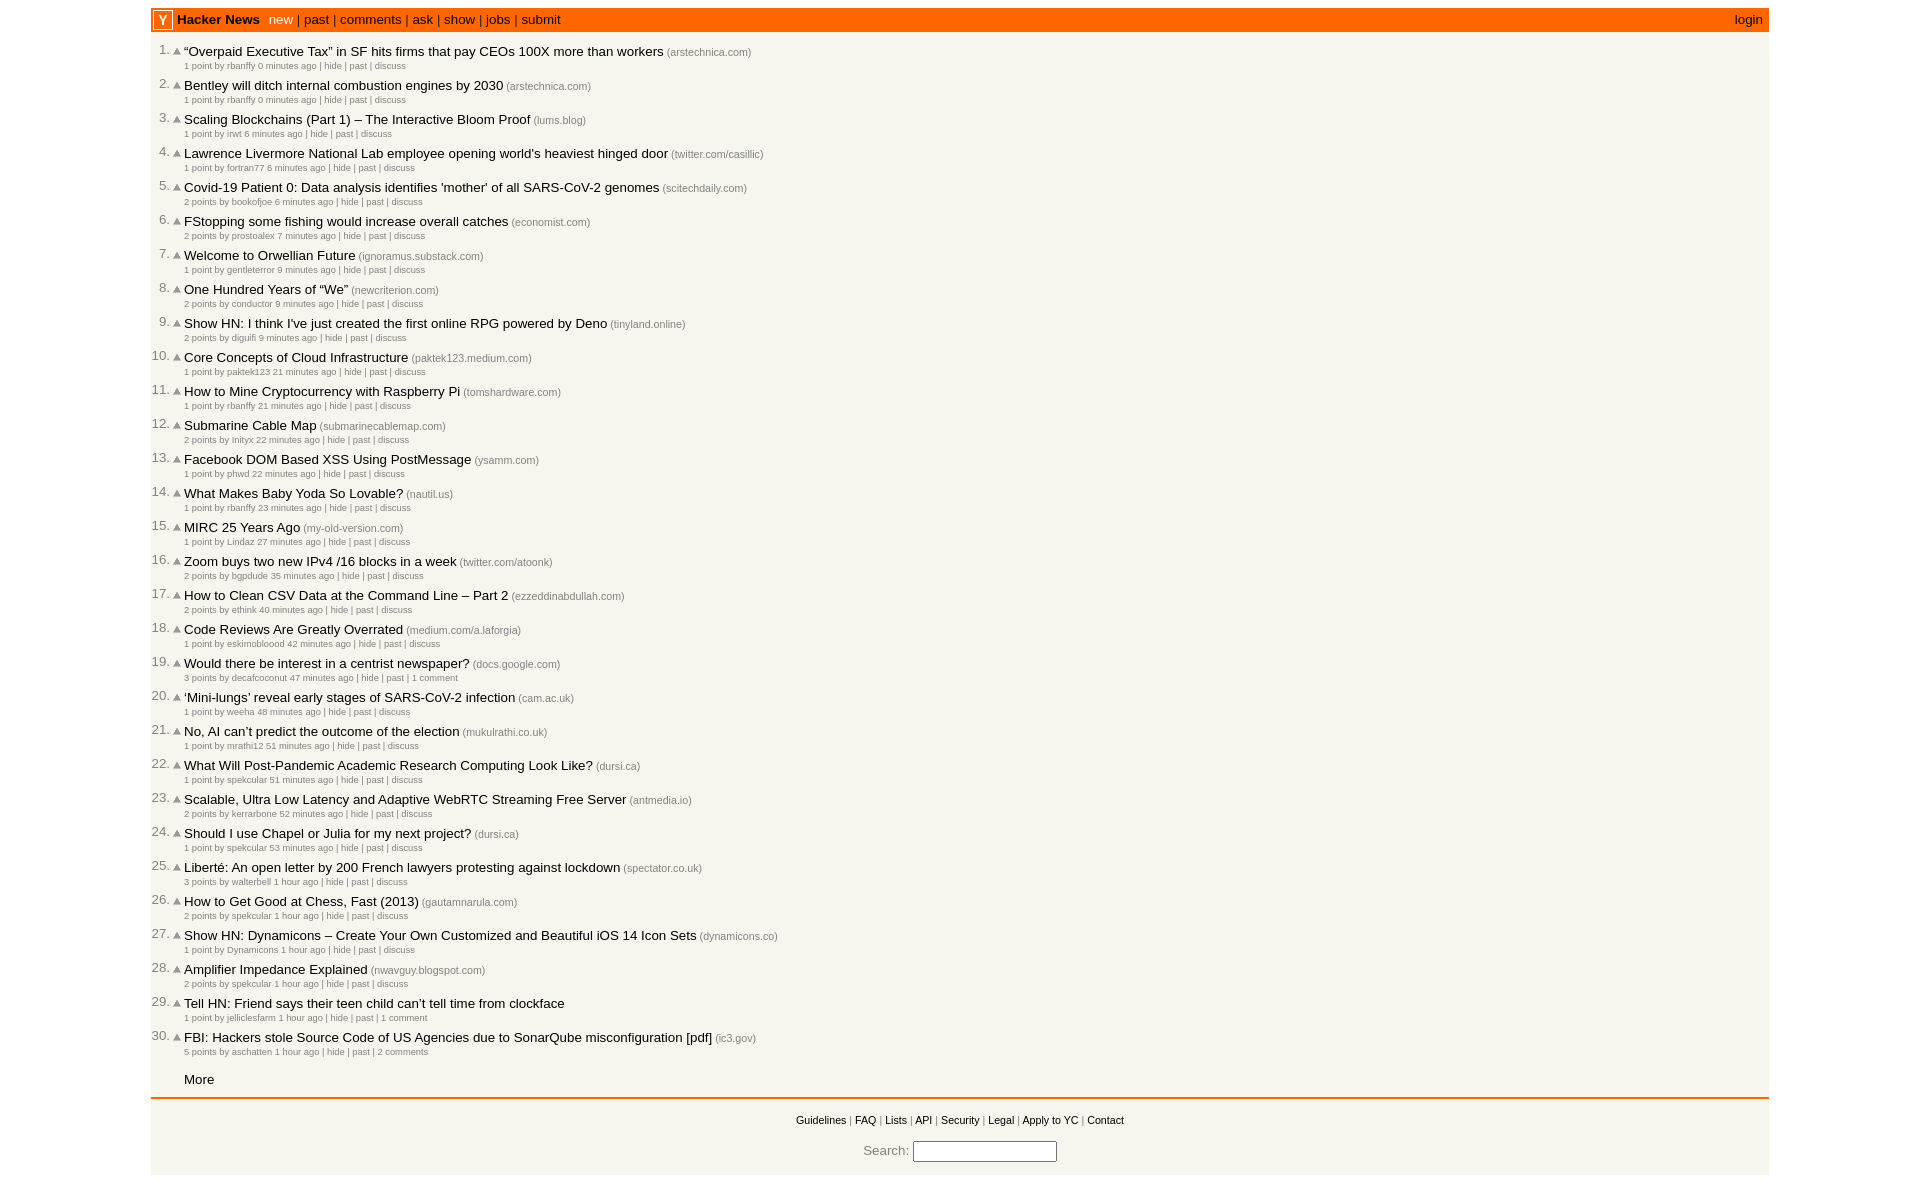 Y Hacker News new | past | comments | ask | show | jobs | submit login
1. “Overpaid Executive Tax” in SF hits firms that pay CEOs 100X more than workers (arstechnica.com)
1 point by rbanffy 0 minutes ago | hide | past | discuss
2. Bentley will ditch internal combustion engines by 2030 (arstechnica.com)
1 point by rbanffy 0 minutes ago | hide | past | discuss
3. Scaling Blockchains (Part 1) – The Interactive Bloom Proof (lums.blog)
1 point by irwt 6 minutes ago | hide | past | discuss
4. Lawrence Livermore National Lab employee opening world's heaviest hinged door (twitter.com/casillic)
1 point by fortran77 6 minutes ago | hide | past | discuss
5. Covid-19 Patient 0: Data analysis identifies 'mother' of all SARS-CoV-2 genomes (scitechdaily.com)
2 points by bookofjoe 6 minutes ago | hide | past | discuss
6. FStopping some fishing would increase overall catches (economist.com)
2 points by prostoalex 7 minutes ago | hide | past | discuss
7. Welcome to Orwellian Future (ignoramus.substack.com)
1 point by gentleterror 9 minutes ago | hide | past | discuss
8. One Hundred Years of “We” (newcriterion.com)
2 points by conductor 9 minutes ago | hide | past | discuss
9. Show HN: I think I've just created the first online RPG powered by Deno (tinyland.online)
2 points by diguifi 9 minutes ago | hide | past | discuss
10. Core Concepts of Cloud Infrastructure (paktek123.medium.com)
1 point by paktek123 21 minutes ago | hide | past | discuss
11. How to Mine Cryptocurrency with Raspberry Pi (tomshardware.com)
1 point by rbanffy 21 minutes ago | hide | past | discuss
12. Submarine Cable Map (submarinecablemap.com)
2 points by Inityx 22 minutes ago | hide | past | discuss
13. Facebook DOM Based XSS Using PostMessage (ysamm.com)
1 point by phwd 22 minutes ago | hide | past | discuss
14. What Makes Baby Yoda So Lovable? (nautil.us)
1 point by rbanffy 23 minutes ago | hide | past | discuss
15. MIRC 25 Years Ago (my-old-version.com)
1 point by Lindaz 27 minutes ago | hide | past | discuss
16. Zoom buys two new IPv4 /16 blocks in a week (twitter.com/atoonk)
2 points by bgpdude 35 minutes ago | hide | past | discuss
17. How to Clean CSV Data at the Command Line – Part 2 (ezzeddinabdullah.com)
2 points by ethink 40 minutes ago | hide | past | discuss
18. Code Reviews Are Greatly Overrated (medium.com/a.laforgia)
1 point by eskimobloood 42 minutes ago | hide | past | discuss
19. Would there be interest in a centrist newspaper? (docs.google.com)
3 points by decafcoconut 47 minutes ago | hide | past | 1 comment
20. ‘Mini-lungs’ reveal early stages of SARS-CoV-2 infection (cam.ac.uk)
1 point by weeha 48 minutes ago | hide | past | discuss
21. No, AI can’t predict the outcome of the election (mukulrathi.co.uk)
1 point by mrathi12 51 minutes ago | hide | past | discuss
22. What Will Post-Pandemic Academic Research Computing Look Like? (dursi.ca)
1 point by spekcular 51 minutes ago | hide | past | discuss
23. Scalable, Ultra Low Latency and Adaptive WebRTC Streaming Free Server (antmedia.io)
2 points by kerrarbone 52 minutes ago | hide | past | discuss
24. Should I use Chapel or Julia for my next project? (dursi.ca)
1 point by spekcular 53 minutes ago | hide | past | discuss
25. Liberté: An open letter by 200 French lawyers protesting against lockdown (spectator.co.uk)
3 points by walterbell 1 hour ago | hide | past | discuss
26. How to Get Good at Chess, Fast (2013) (gautamnarula.com)
2 points by spekcular 1 hour ago | hide | past | discuss
27. Show HN: Dynamicons – Create Your Own Customized and Beautiful iOS 14 Icon Sets (dynamicons.co)
1 point by Dynamicons 1 hour ago | hide | past | discuss
28. Amplifier Impedance Explained (nwavguy.blogspot.com)
2 points by spekcular 1 hour ago | hide | past | discuss
29. Tell HN: Friend says their teen child can’t tell time from clockface
1 point by jelliclesfarm 1 hour ago | hide | past | 1 comment
30. FBI: Hackers stole Source Code of US Agencies due to SonarQube misconfiguration [pdf] (ic3.gov)
5 points by aschatten 1 hour ago | hide | past | 2 comments
More
Guidelines | FAQ | Lists | API | Security | Legal | Apply to YC | Contact
Search: